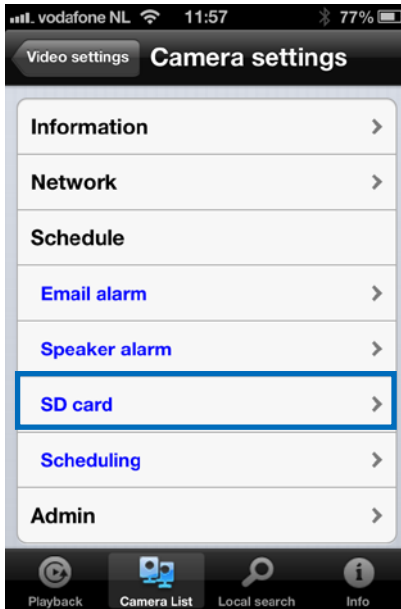 vodafone NL 11:57 77%
Video settings Camera settings
Information
Network
Schedule
Email alarm
Speaker alarm
SD card
Scheduling
Admin
Playback Camera List Local search Info